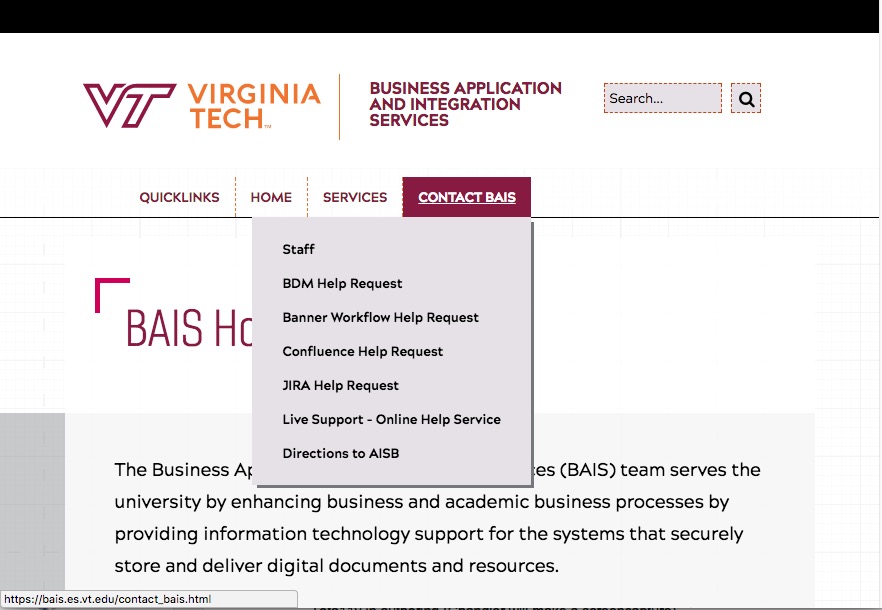 VIRGINIA
TECH™
BUSINESS APPLICATION
AND INTEGRATION
SERVICES
Search...
QUICKLINKS
HOME
SERVICES
CONTACT BAIS
Staff
BDM Help Request
Banner Workflow Help Request
Confluence Help Request
JIRA Help Request
Live Support - Online Help Service
Directions to AISB
BAIS Ho
The Business Ap
es (BAIS) team serves the
university by enhancing business and academic business processes by
providing information technology support for the systems that securely
store and deliver digital documents and resources.
https://bais.es.vt.edu/contact_bais.html